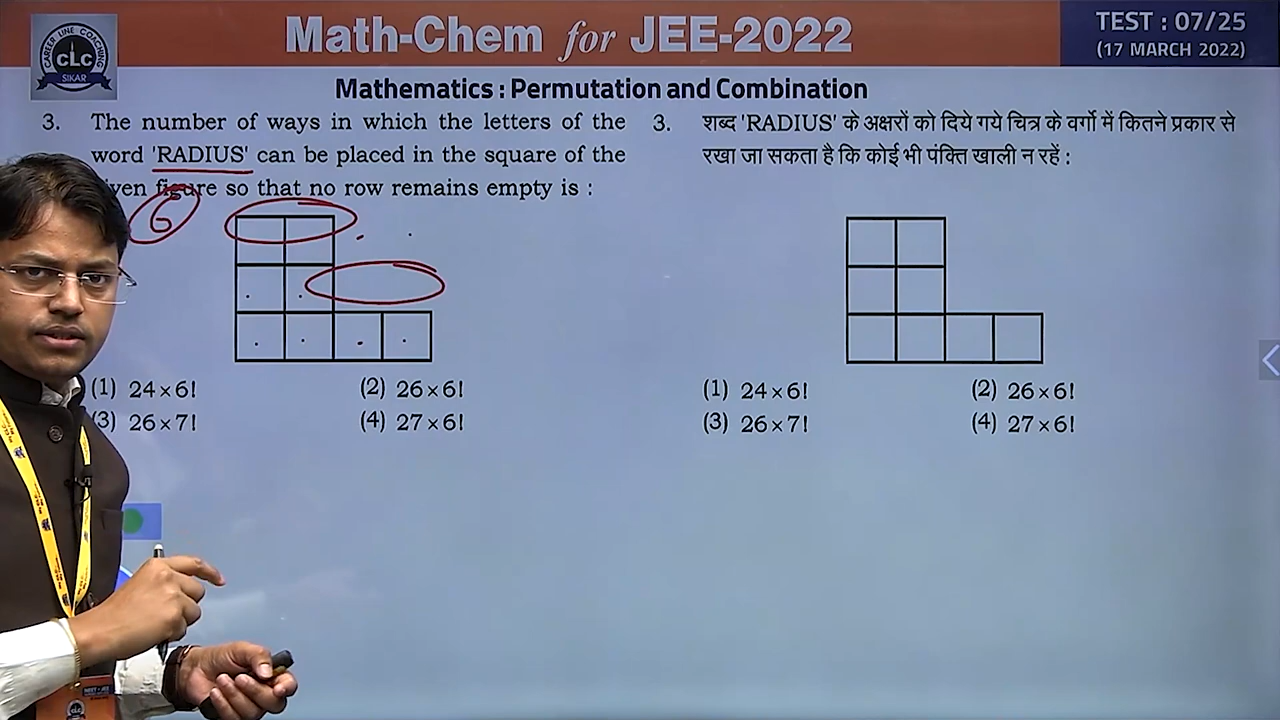 CAREER LINE COACHING
CLC
SIKAR
Math-Chem for JEE-2022
TEST : 07/25
(17 MARCH 2022)
Mathematics : Permutation and Combination
3. The number of ways in which the letters of the
word 'RADIUS' can be placed in the square of the
iven figure so that no row remains empty is :
6
(1) 24×6!
(2) 26×6!
3) 26×7!
(4) 27×6!
3. शब्द 'RADIUS' के अक्षरों को दिये गये चित्र के वर्गों में कितने प्रकार से
रखा जा सकता है कि कोई भी पंक्ति खाली न रहें :
(1) 24×6!
(2) 26×6!
(3) 26×7!
(4) 27×6!
NEET - JEE
CLC